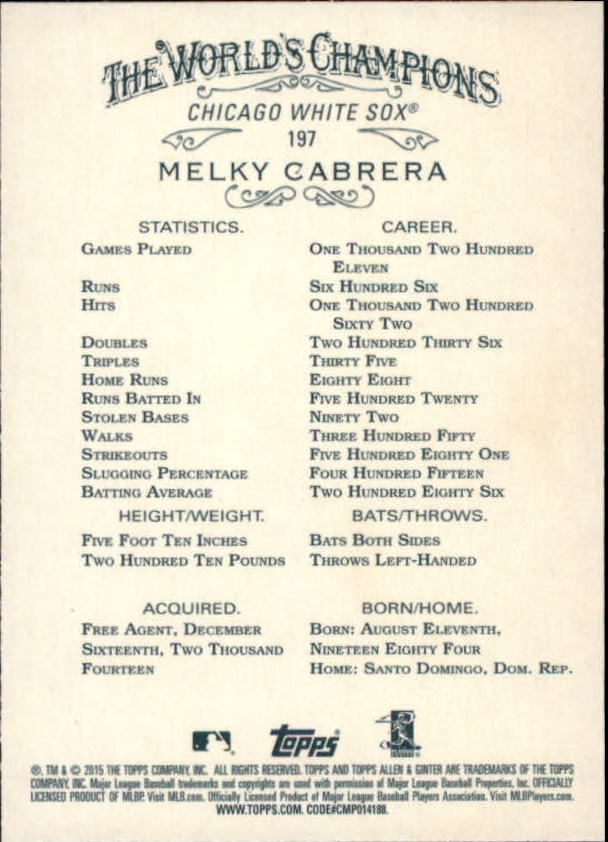 THE WORLD'S CHAMPIONS
CHICAGO WHITE SOX®
197
MELKY CABRERA
STATISTICS. CAREER.
GAMES PLAYED ONE THOUSAND TWO HUNDRED
ELEVEN
RUNS SIX HUNDRED SIX
HITS ONE THOUSAND TWO HUNDRED
SIXTY TWO
DOUBLES TWO HUNDRED THIRTY SIX
TRIPLES THIRTY FIVE
HOME RUNS EIGHTY EIGHT
RUNS BATTED IN FIVE HUNDRED TWENTY
STOLEN BASES NINETY TWO
WALKS THREE HUNDRED FIFTY
STRIKEOUTS FIVE HUNDRED EIGHTY ONE
SLUGGING PERCENTAGE FOUR HUNDRED FIFTEEN
BATTING AVERAGE TWO HUNDRED EIGHTY SIX
HEIGHT/WEIGHT. BATS/THROWS.
FIVE FOOT TEN INCHES BATS BOTH SIDES
TWO HUNDRED TEN POUNDS THROWS LEFT-HANDED
ACQUIRED. BORN/HOME.
FREE AGENT, DECEMBER BORN: AUGUST ELEVENTH,
SIXTEENTH, TWO THOUSAND NINETEEN EIGHTY FOUR
FOURTEEN HOME: SANTO DOMINGO, DOM. REP.
topps®
®, TM & © 2015 THE TOPPS COMPANY, INC. ALL RIGHTS RESERVED. TOPPS AND TOPPS ALLEN & GINTER ARE TRADEMARKS OF THE TOPPS
COMPANY, INC. Major League Baseball trademarks and copyrights are used with permission of Major League Baseball Properties, Inc. OFFICIALLY
LICENSED PRODUCT OF MLBP. Visit MLB.com. Officially Licensed Product of Major League Baseball Players Association. Visit MLBPlayers.com.
WWW.TOPPS.COM. CODE#CMP014188.